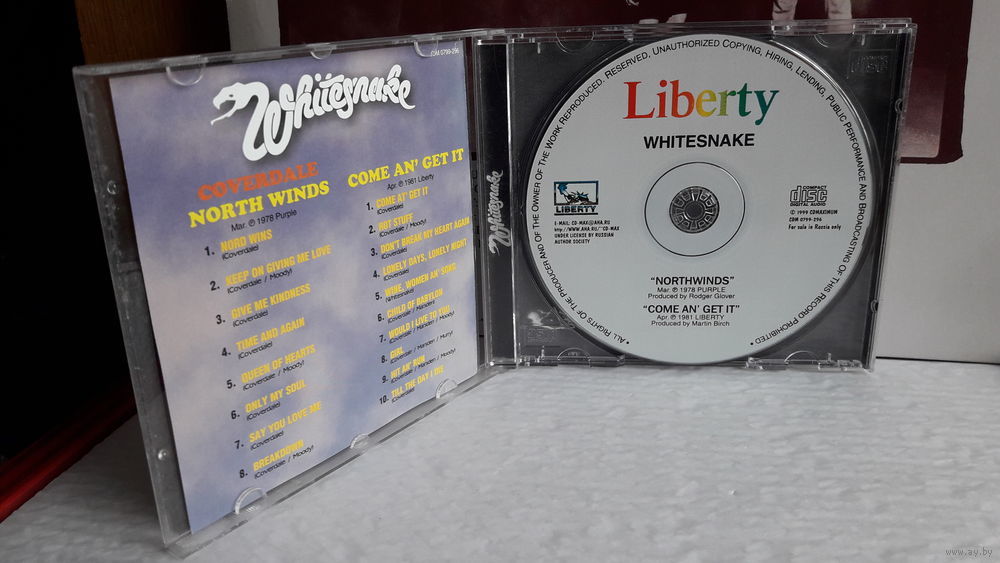 CDM 0799-296
Whitesnake
COVERDALE
NORTH WINDS
Mar. ℗ 1978 Purple
1. NORD WINS
(Coverdale)
2. KEEP ON GIVING ME LOVE
(Coverdale / Moody)
3. GIVE ME KINDNESS
(Coverdale)
4. TIME AND AGAIN
(Coverdale)
5. QUEEN OF HEARTS
(Coverdale / Moody)
6. ONLY MY SOUL
(Coverdale)
7. SAY YOU LOVE ME
(Coverdale)
8. BREAKDOWN
(Coverdale / Moody)
COME AN' GET IT
Apr. ℗ 1981 Liberty
1. COME AT' GET IT
(Coverdale)
2. HOT STUFF
(Coverdale / Moody)
3. DON'T BREAK MY HEART AGAIN
(Coverdale)
4. LONELY DAYS, LONELY NIGHT
(Coverdale)
5. WINE, WOMEN AN' SONG
(Whitesnake)
6. CHILD OF BABYLON
(Coverdale / Marsden)
7. WOULD I LIE TO YOU
(Coverdale / Marsden / Moody)
8. GIRL
(Coverdale / Marsden / Murry)
9. HIT AN' RUN
(Coverdale / Marsden / Moody)
10. TILL THE DAY I DIE
(Coverdale)
Whitesnake
ALL RIGHTS OF THE PRODUCER AND OF THE OWNER OF THE WORK REPRODUCED, RESERVED, UNAUTHORIZED COPYING, HIRING, LENDING, PUBLIC PERFORMANCE AND BROADCASTING OF THIS RECORD PROHIBITED
Liberty
WHITESNAKE
LIBERTY
E-MAIL: CD-MAX@AHA.RU
http://WWW.AHA.RU/~CD-MAX
UNDER LICENSE BY RUSSIAN
AUTHOR SOCIETY
COMPACT
disc
DIGITAL AUDIO
© 1999 CDMAXIMUM
CDM 0799-296
For sale in Russia only
"NORTHWINDS"
Mar. ℗ 1978 PURPLE
Produced by Rodger Glover
"COME AN' GET IT"
Apr. ℗ 1981 LIBERTY
Produced by Martin Birch
www.ay.by